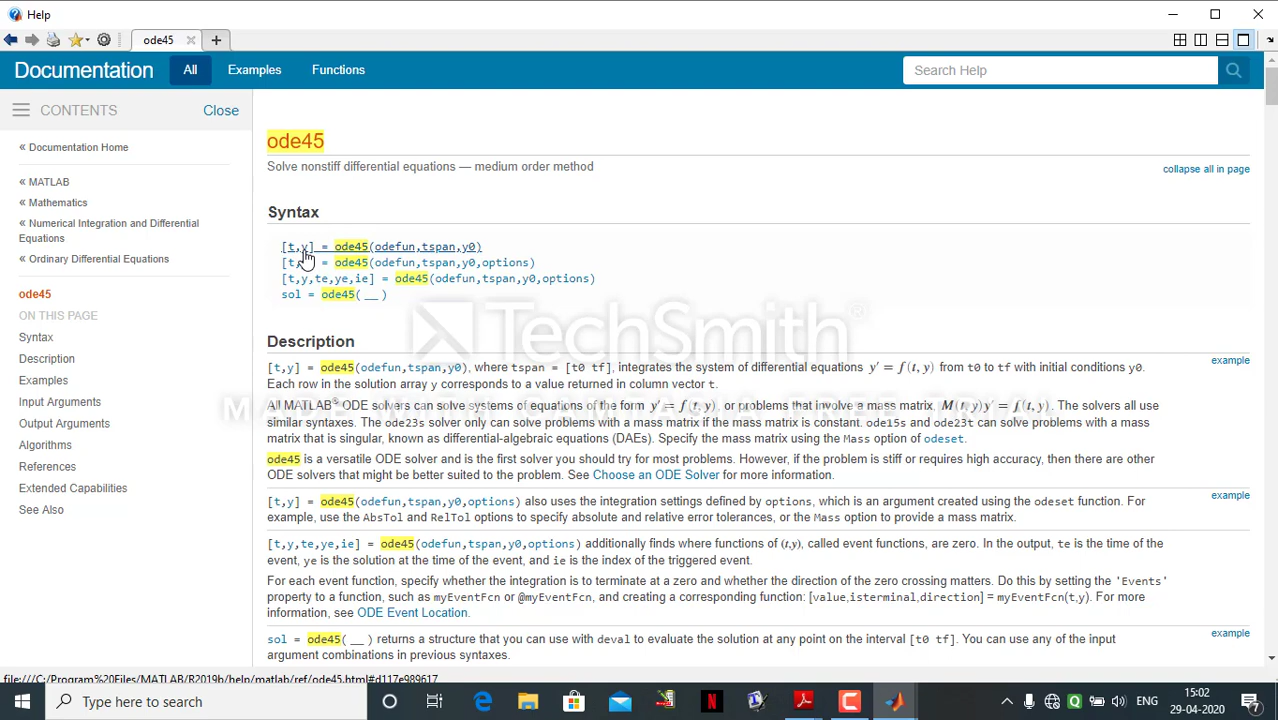 Help
ode45
Documentation All Examples Functions Search Help
CONTENTS Close
« Documentation Home
« MATLAB
« Mathematics
« Numerical Integration and Differential
Equations
« Ordinary Differential Equations
ode45
ON THIS PAGE
Syntax
Description
Examples
Input Arguments
Output Arguments
Algorithms
References
Extended Capabilities
See Also
ode45
Solve nonstiff differential equations — medium order method
collapse all in page
Syntax
[t,y] = ode45(odefun,tspan,y0)
[t,y] = ode45(odefun,tspan,y0,options)
[t,y,te,ye,ie] = ode45(odefun,tspan,y0,options)
sol = ode45(__)
TechSmith®
MADE WITH CAMTASIA FREE TRIAL
Description
example
[t,y] = ode45(odefun,tspan,y0), where tspan = [t0 tf], integrates the system of differential equations y′ = f(t, y) from t0 to tf with initial conditions y0.
Each row in the solution array y corresponds to a value returned in column vector t.
All MATLAB® ODE solvers can solve systems of equations of the form y′ = f(t, y), or problems that involve a mass matrix, M(t, y)y′ = f(t, y). The solvers all use
similar syntaxes. The ode23s solver only can solve problems with a mass matrix if the mass matrix is constant. ode15s and ode23t can solve problems with a mass
matrix that is singular, known as differential-algebraic equations (DAEs). Specify the mass matrix using the Mass option of
odeset.
ode45 is a versatile ODE solver and is the first solver you should try for most problems. However, if the problem is stiff or requires high accuracy, then there are other
ODE solvers that might be better suited to the problem. See Choose an ODE Solver for more information.
example
[t,y] = ode45(odefun,tspan,y0,options) also uses the integration settings defined by options, which is an argument created using the odeset function. For
example, use the AbsTol and RelTol options to specify absolute and relative error tolerances, or the Mass option to provide a mass matrix.
[t,y,te,ye,ie] = ode45(odefun,tspan,y0,options) additionally finds where functions of (t,y), called event functions, are zero. In the output, te is the time of the
event, ye is the solution at the time of the event, and ie is the index of the triggered event.
For each event function, specify whether the integration is to terminate at a zero and whether the direction of the zero crossing matters. Do this by setting the 'Events'
property to a function, such as myEventFcn or @myEventFcn, and creating a corresponding function: [value,isterminal,direction] = myEventFcn(t,y). For more
information, see ODE Event Location.
example
sol = ode45(__) returns a structure that you can use with deval to evaluate the solution at any point on the interval [t0 tf]. You can use any of the input
argument combinations in previous syntaxes.
file:///C:/Program%20Files/MATLAB/R2019b/help/matlab/ref/ode45.html#d117e989617
Type here to search
ENG
15:02
29-04-2020